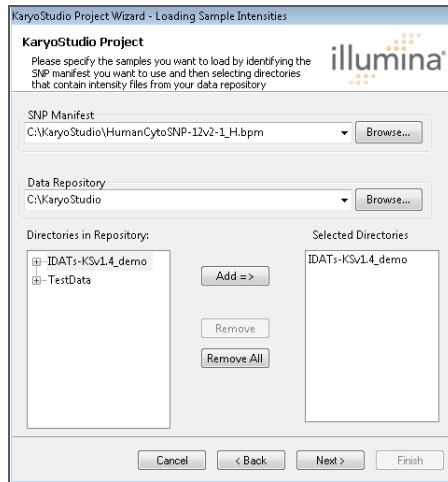 KaryoStudio Project Wizard - Loading Sample Intensities
KaryoStudio Project
Please specify the samples you want to load by identifying the
SNP manifest you want to use and then selecting directories
that contain intensity files from your data repository
illumina®
SNP Manifest
C:\KaryoStudio\HumanCytoSNP-12v2-1_H.bpm
Browse...
Data Repository
C:\KaryoStudio
Browse...
Directories in Repository:
Selected Directories
IDATs-KSv1.4_demo
TestData
Add =>
Remove
Remove All
IDATs-KSv1.4_demo
Cancel
< Back
Next >
Finish